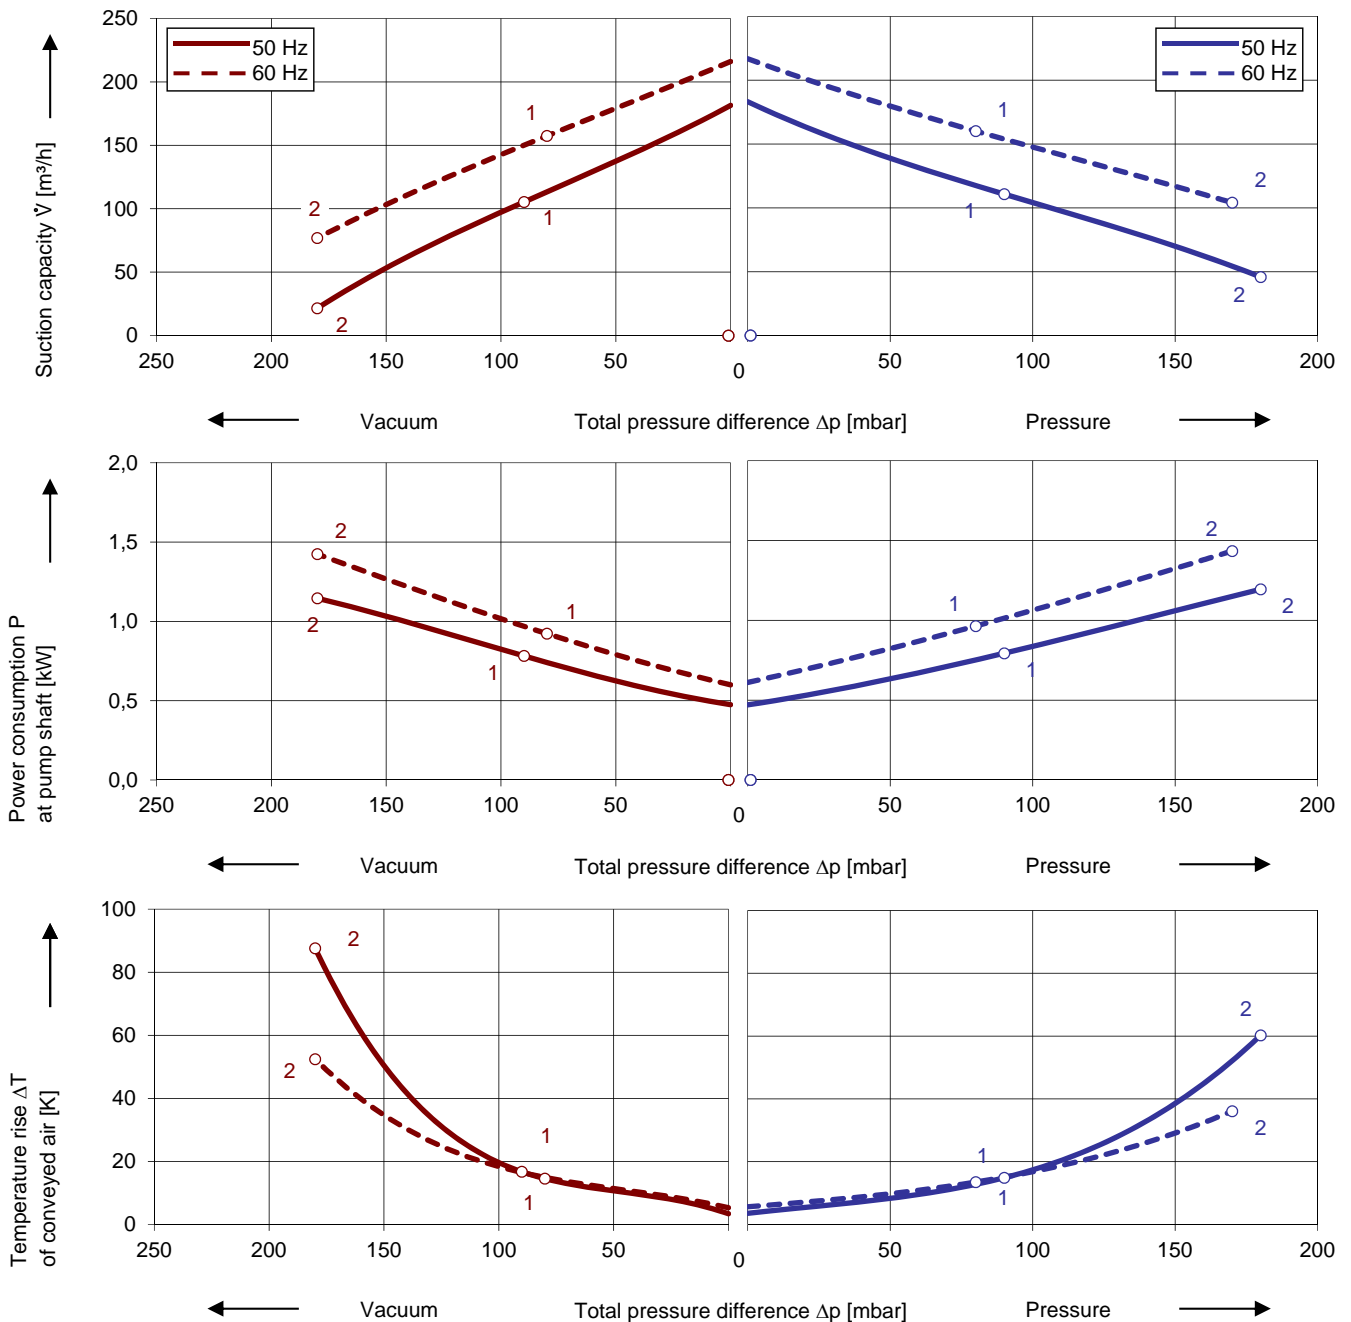 250
200
150
100
50
0
Suction capacity V̇ [m³/h]
50 Hz
60 Hz
50 Hz
60 Hz
1
2
1
2
1
2
1
2
250 200 150 100 50 0 50 100 150 200
Vacuum Total pressure difference Δp [mbar] Pressure
2,0
1,5
1,0
0,5
0,0
Power consumption P
at pump shaft [kW]
2
1
2
1
2
1
2
1
250 200 150 100 50 0 50 100 150 200
Vacuum Total pressure difference Δp [mbar] Pressure
100
80
60
40
20
0
Temperature rise ΔT
of conveyed air [K]
2
2
1
1
2
2
1
1
250 200 150 100 50 0 50 100 150 200
Vacuum Total pressure difference Δp [mbar] Pressure